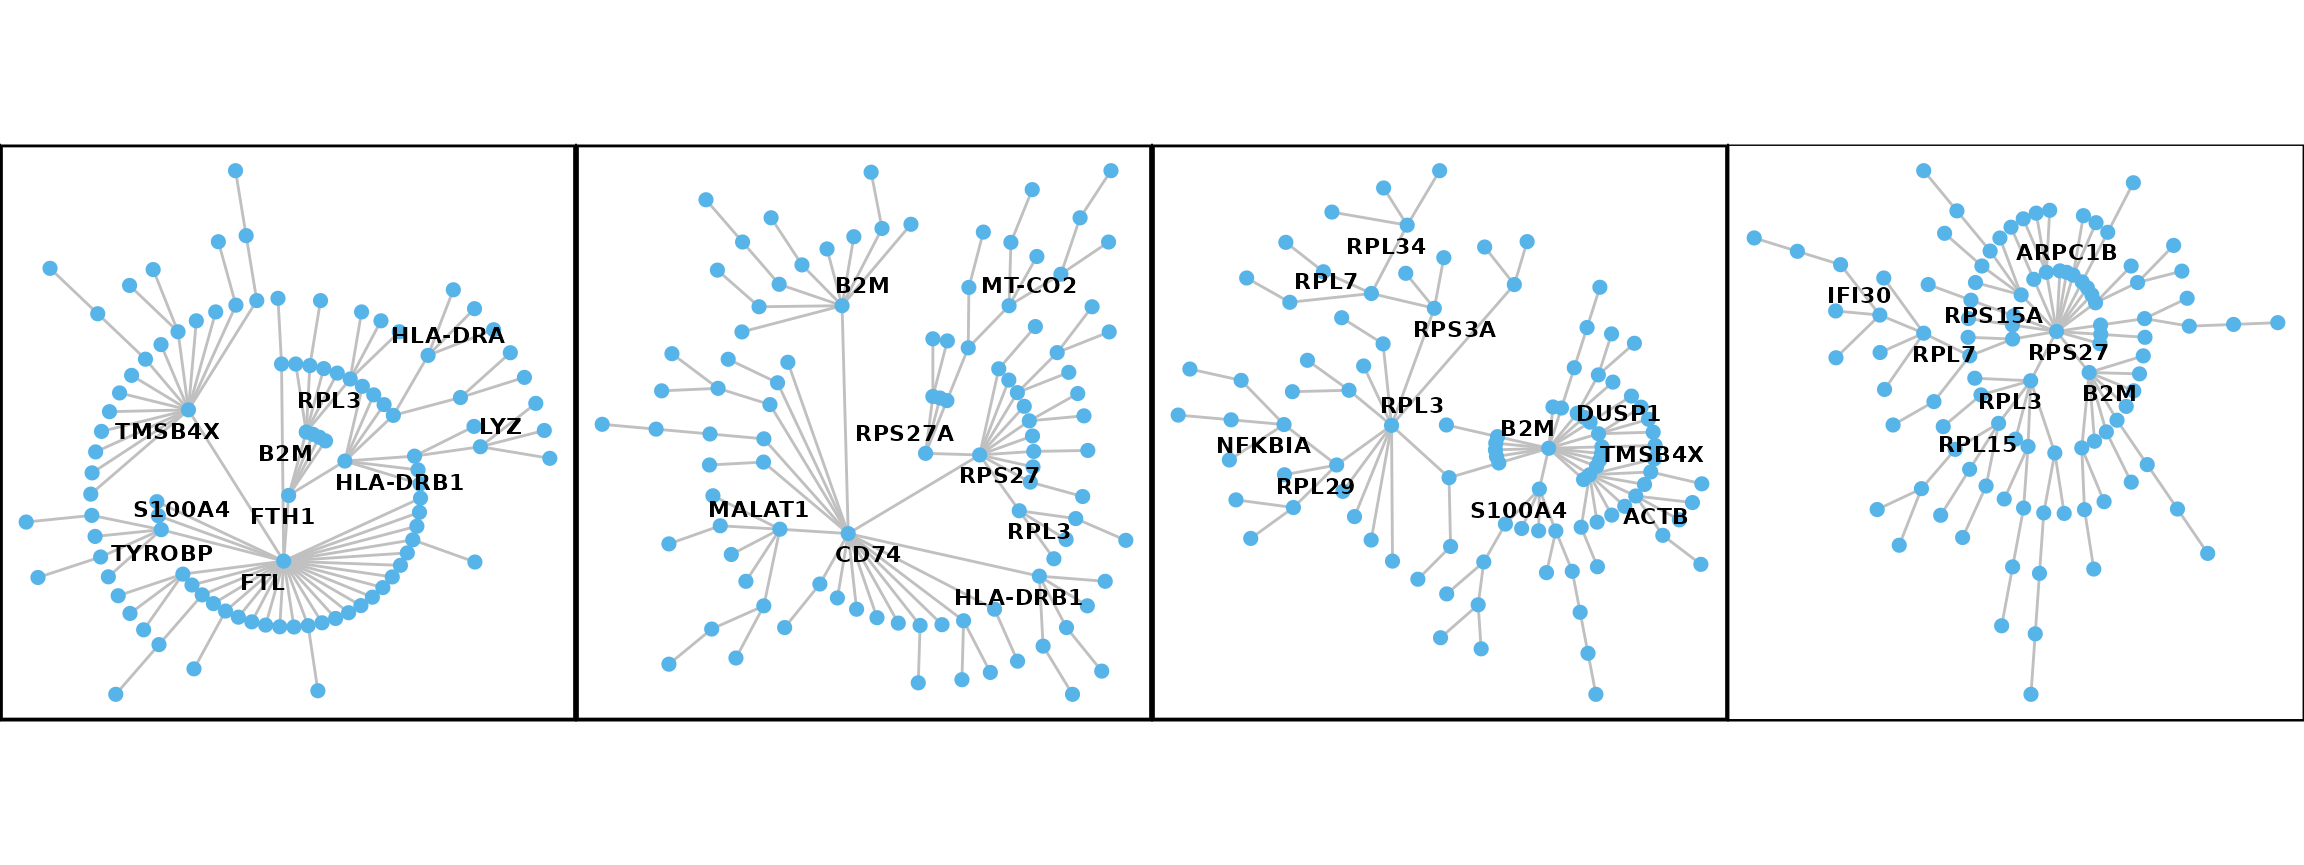 HLA-DRA
RPL3
LYZ
TMSB4X
B2M
HLA-DRB1
S100A4
FTH1
TYROBP
FTL
B2M
MT-CO2
RPS27A
RPS27
MALAT1
RPL3
CD74
HLA-DRB1
RPL34
RPL7
RPS3A
RPL3
DUSP1
B2M
NFKBIA
TMSB4X
RPL29
S100A4
ACTB
ARPC1B
IFI30
RPS15A
RPL7
RPS27
B2M
RPL3
RPL15